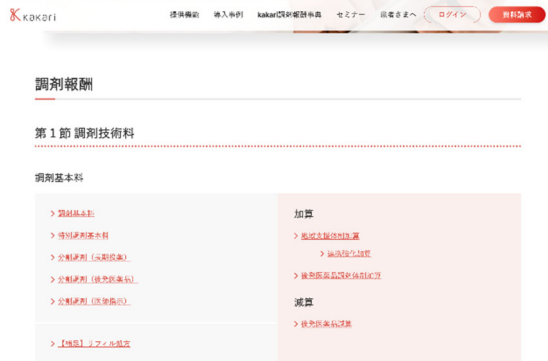 kakari
提供機能 導入事例 kakari調剤報酬事典 セミナー 患者さまへ ログイン 資料請求
調剤報酬
第1節 調剤技術料
調剤基本料
調剤基本料
特別調剤基本料
分割調剤（長期投薬）
分割調剤（後発医薬品）
分割調剤（医師指示）
【補足】リフィル処方
加算
地域支援体制加算
連携強化加算
後発医薬品調剤体制加算
減算
後発医薬品減算